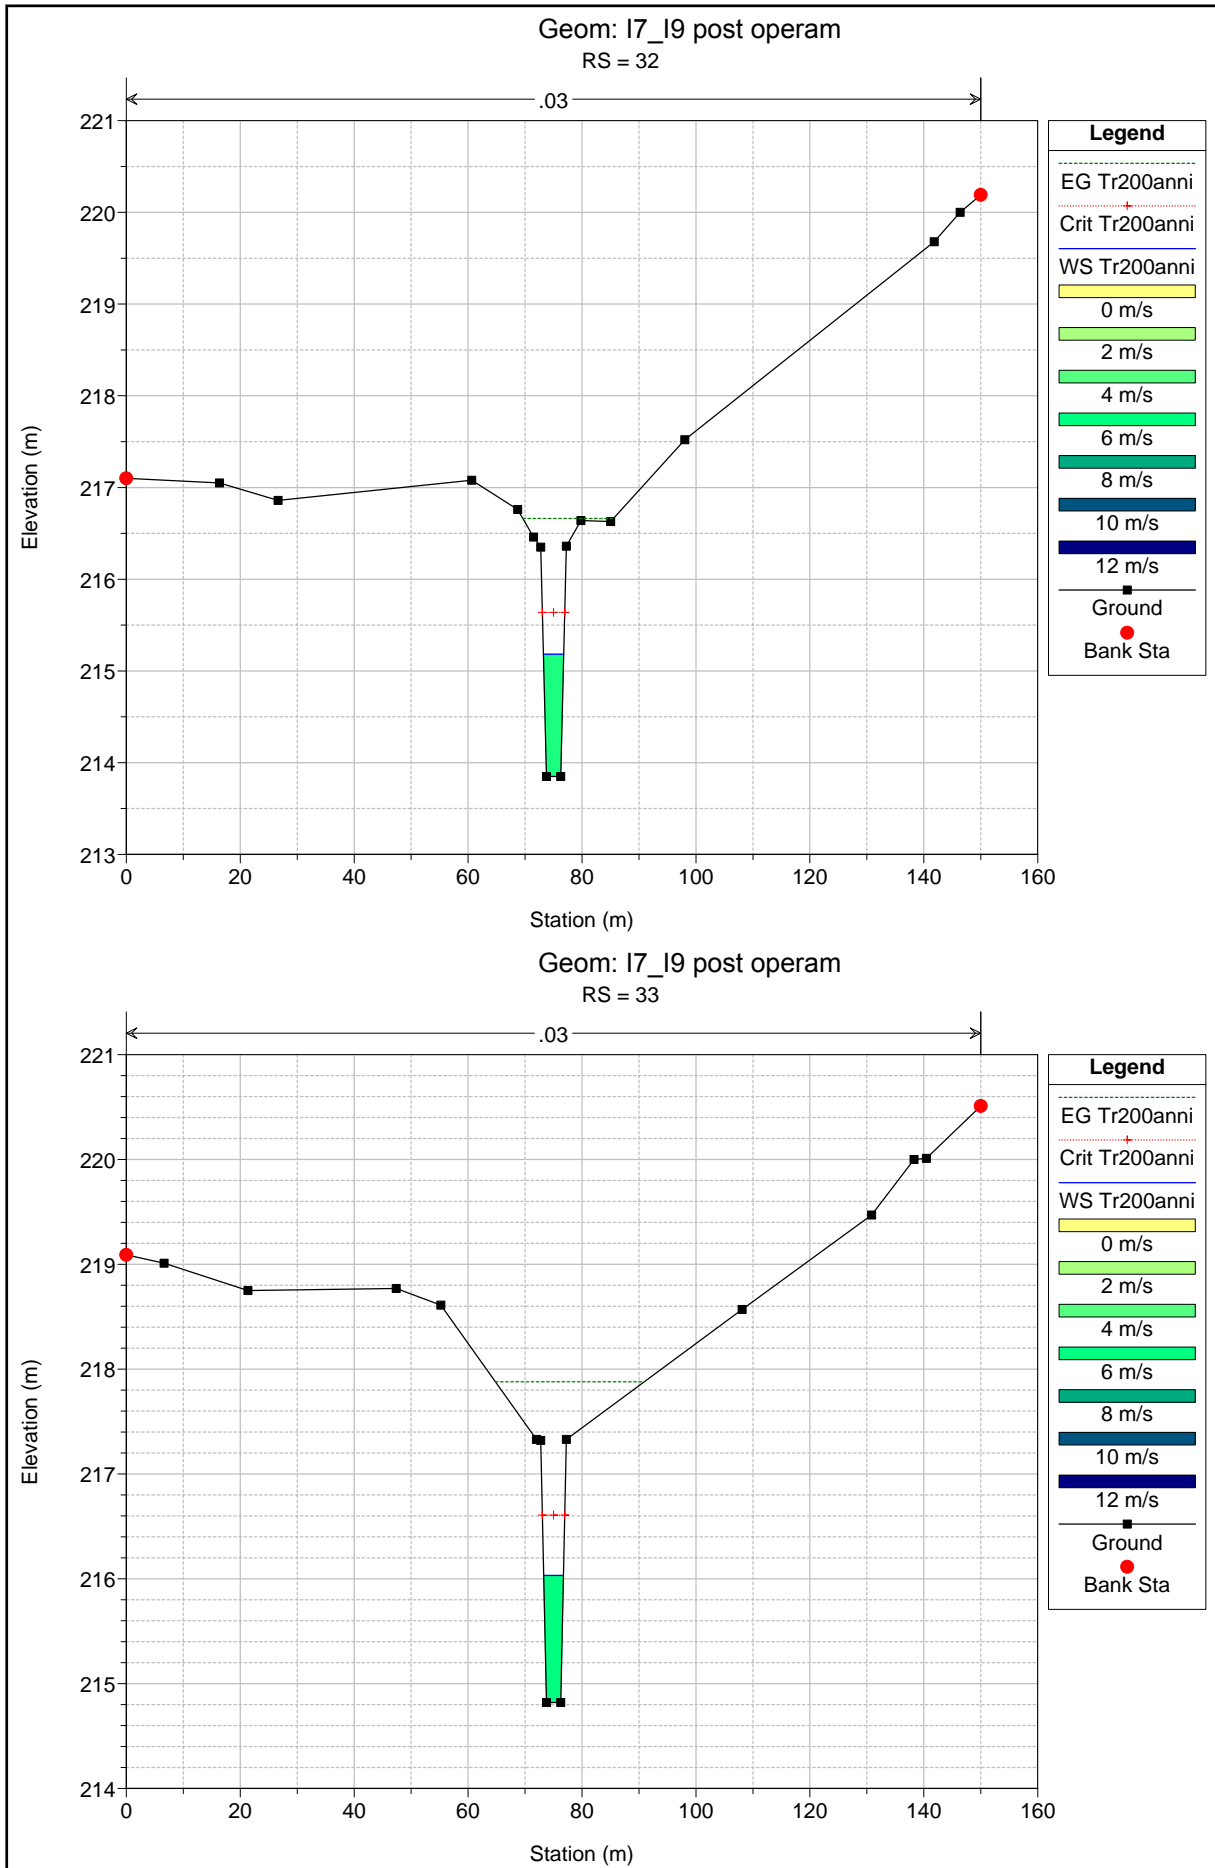 Geom: I7_I9 post operam
RS = 32
.03
221
220
219
218
217
216
215
214
213
Elevation (m)
0 20 40 60 80 100 120 140 160
Station (m)
Legend
EG Tr200anni
Crit Tr200anni
WS Tr200anni
0 m/s
2 m/s
4 m/s
6 m/s
8 m/s
10 m/s
12 m/s
Ground
Bank Sta
Geom: I7_I9 post operam
RS = 33
.03
221
220
219
218
217
216
215
214
Elevation (m)
0 20 40 60 80 100 120 140 160
Station (m)
Legend
EG Tr200anni
Crit Tr200anni
WS Tr200anni
0 m/s
2 m/s
4 m/s
6 m/s
8 m/s
10 m/s
12 m/s
Ground
Bank Sta